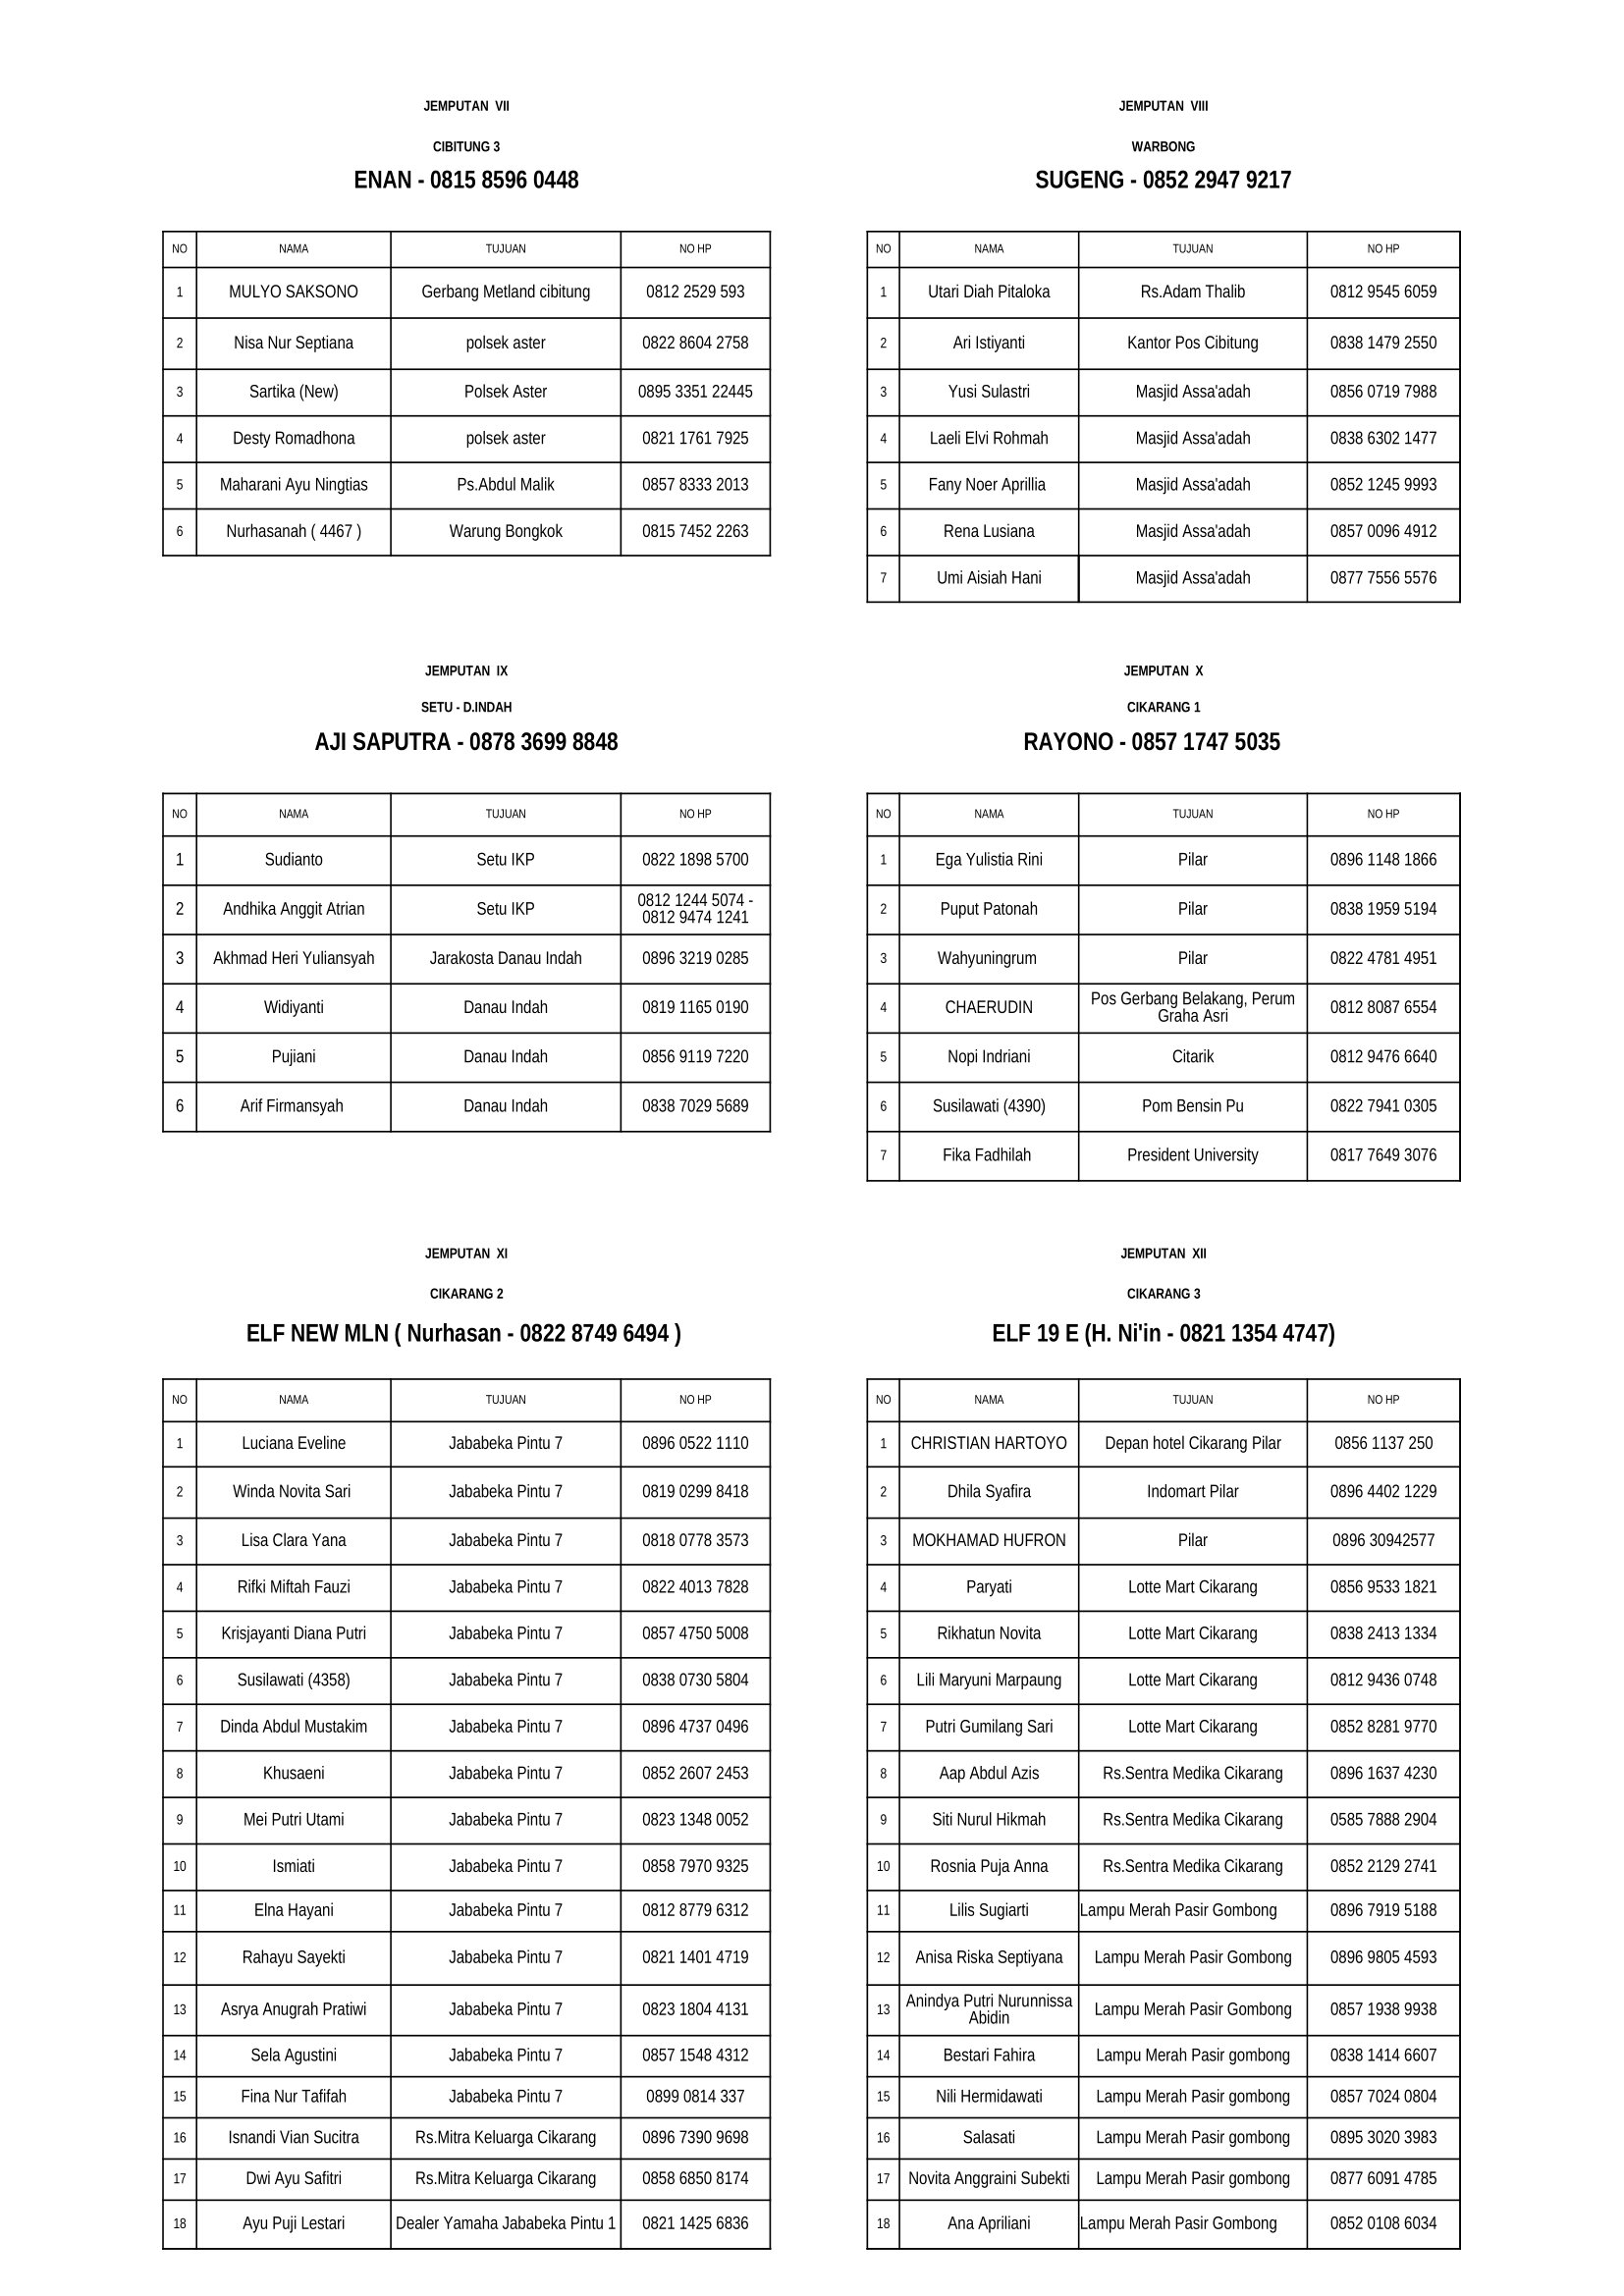 JEMPUTAN VII
CIBITUNG 3
ENAN - 0815 8596 0448
NO NAMA TUJUAN NO HP
1 MULYO SAKSONO Gerbang Metland cibitung 0812 2529 593
2 Nisa Nur Septiana polsek aster 0822 8604 2758
3 Sartika (New) Polsek Aster 0895 3351 22445
4 Desty Romadhona polsek aster 0821 1761 7925
5 Maharani Ayu Ningtias Ps.Abdul Malik 0857 8333 2013
6 Nurhasanah ( 4467 ) Warung Bongkok 0815 7452 2263
JEMPUTAN VIII
WARBONG
SUGENG - 0852 2947 9217
NO NAMA TUJUAN NO HP
1 Utari Diah Pitaloka Rs.Adam Thalib 0812 9545 6059
2 Ari Istiyanti Kantor Pos Cibitung 0838 1479 2550
3 Yusi Sulastri Masjid Assa'adah 0856 0719 7988
4 Laeli Elvi Rohmah Masjid Assa'adah 0838 6302 1477
5 Fany Noer Aprillia Masjid Assa'adah 0852 1245 9993
6 Rena Lusiana Masjid Assa'adah 0857 0096 4912
7 Umi Aisiah Hani Masjid Assa'adah 0877 7556 5576
JEMPUTAN IX
SETU - D.INDAH
AJI SAPUTRA - 0878 3699 8848
NO NAMA TUJUAN NO HP
1 Sudianto Setu IKP 0822 1898 5700
2 Andhika Anggit Atrian Setu IKP 0812 1244 5074 -
0812 9474 1241
3 Akhmad Heri Yuliansyah Jarakosta Danau Indah 0896 3219 0285
4 Widiyanti Danau Indah 0819 1165 0190
5 Pujiani Danau Indah 0856 9119 7220
6 Arif Firmansyah Danau Indah 0838 7029 5689
JEMPUTAN X
CIKARANG 1
RAYONO - 0857 1747 5035
NO NAMA TUJUAN NO HP
1 Ega Yulistia Rini Pilar 0896 1148 1866
2 Puput Patonah Pilar 0838 1959 5194
3 Wahyuningrum Pilar 0822 4781 4951
4 CHAERUDIN Pos Gerbang Belakang, Perum
Graha Asri 0812 8087 6554
5 Nopi Indriani Citarik 0812 9476 6640
6 Susilawati (4390) Pom Bensin Pu 0822 7941 0305
7 Fika Fadhilah President University 0817 7649 3076
JEMPUTAN XI
CIKARANG 2
ELF NEW MLN ( Nurhasan - 0822 8749 6494 )
NO NAMA TUJUAN NO HP
1 Luciana Eveline Jababeka Pintu 7 0896 0522 1110
2 Winda Novita Sari Jababeka Pintu 7 0819 0299 8418
3 Lisa Clara Yana Jababeka Pintu 7 0818 0778 3573
4 Rifki Miftah Fauzi Jababeka Pintu 7 0822 4013 7828
5 Krisjayanti Diana Putri Jababeka Pintu 7 0857 4750 5008
6 Susilawati (4358) Jababeka Pintu 7 0838 0730 5804
7 Dinda Abdul Mustakim Jababeka Pintu 7 0896 4737 0496
8 Khusaeni Jababeka Pintu 7 0852 2607 2453
9 Mei Putri Utami Jababeka Pintu 7 0823 1348 0052
10 Ismiati Jababeka Pintu 7 0858 7970 9325
11 Elna Hayani Jababeka Pintu 7 0812 8779 6312
12 Rahayu Sayekti Jababeka Pintu 7 0821 1401 4719
13 Asrya Anugrah Pratiwi Jababeka Pintu 7 0823 1804 4131
14 Sela Agustini Jababeka Pintu 7 0857 1548 4312
15 Fina Nur Tafifah Jababeka Pintu 7 0899 0814 337
16 Isnandi Vian Sucitra Rs.Mitra Keluarga Cikarang 0896 7390 9698
17 Dwi Ayu Safitri Rs.Mitra Keluarga Cikarang 0858 6850 8174
18 Ayu Puji Lestari Dealer Yamaha Jababeka Pintu 1 0821 1425 6836
JEMPUTAN XII
CIKARANG 3
ELF 19 E (H. Ni'in - 0821 1354 4747)
NO NAMA TUJUAN NO HP
1 CHRISTIAN HARTOYO Depan hotel Cikarang Pilar 0856 1137 250
2 Dhila Syafira Indomart Pilar 0896 4402 1229
3 MOKHAMAD HUFRON Pilar 0896 30942577
4 Paryati Lotte Mart Cikarang 0856 9533 1821
5 Rikhatun Novita Lotte Mart Cikarang 0838 2413 1334
6 Lili Maryuni Marpaung Lotte Mart Cikarang 0812 9436 0748
7 Putri Gumilang Sari Lotte Mart Cikarang 0852 8281 9770
8 Aap Abdul Azis Rs.Sentra Medika Cikarang 0896 1637 4230
9 Siti Nurul Hikmah Rs.Sentra Medika Cikarang 0585 7888 2904
10 Rosnia Puja Anna Rs.Sentra Medika Cikarang 0852 2129 2741
11 Lilis Sugiarti Lampu Merah Pasir Gombong 0896 7919 5188
12 Anisa Riska Septiyana Lampu Merah Pasir Gombong 0896 9805 4593
13 Anindya Putri Nurunnissa
Abidin Lampu Merah Pasir Gombong 0857 1938 9938
14 Bestari Fahira Lampu Merah Pasir gombong 0838 1414 6607
15 Nili Hermidawati Lampu Merah Pasir gombong 0857 7024 0804
16 Salasati Lampu Merah Pasir gombong 0895 3020 3983
17 Novita Anggraini Subekti Lampu Merah Pasir gombong 0877 6091 4785
18 Ana Apriliani Lampu Merah Pasir Gombong 0852 0108 6034